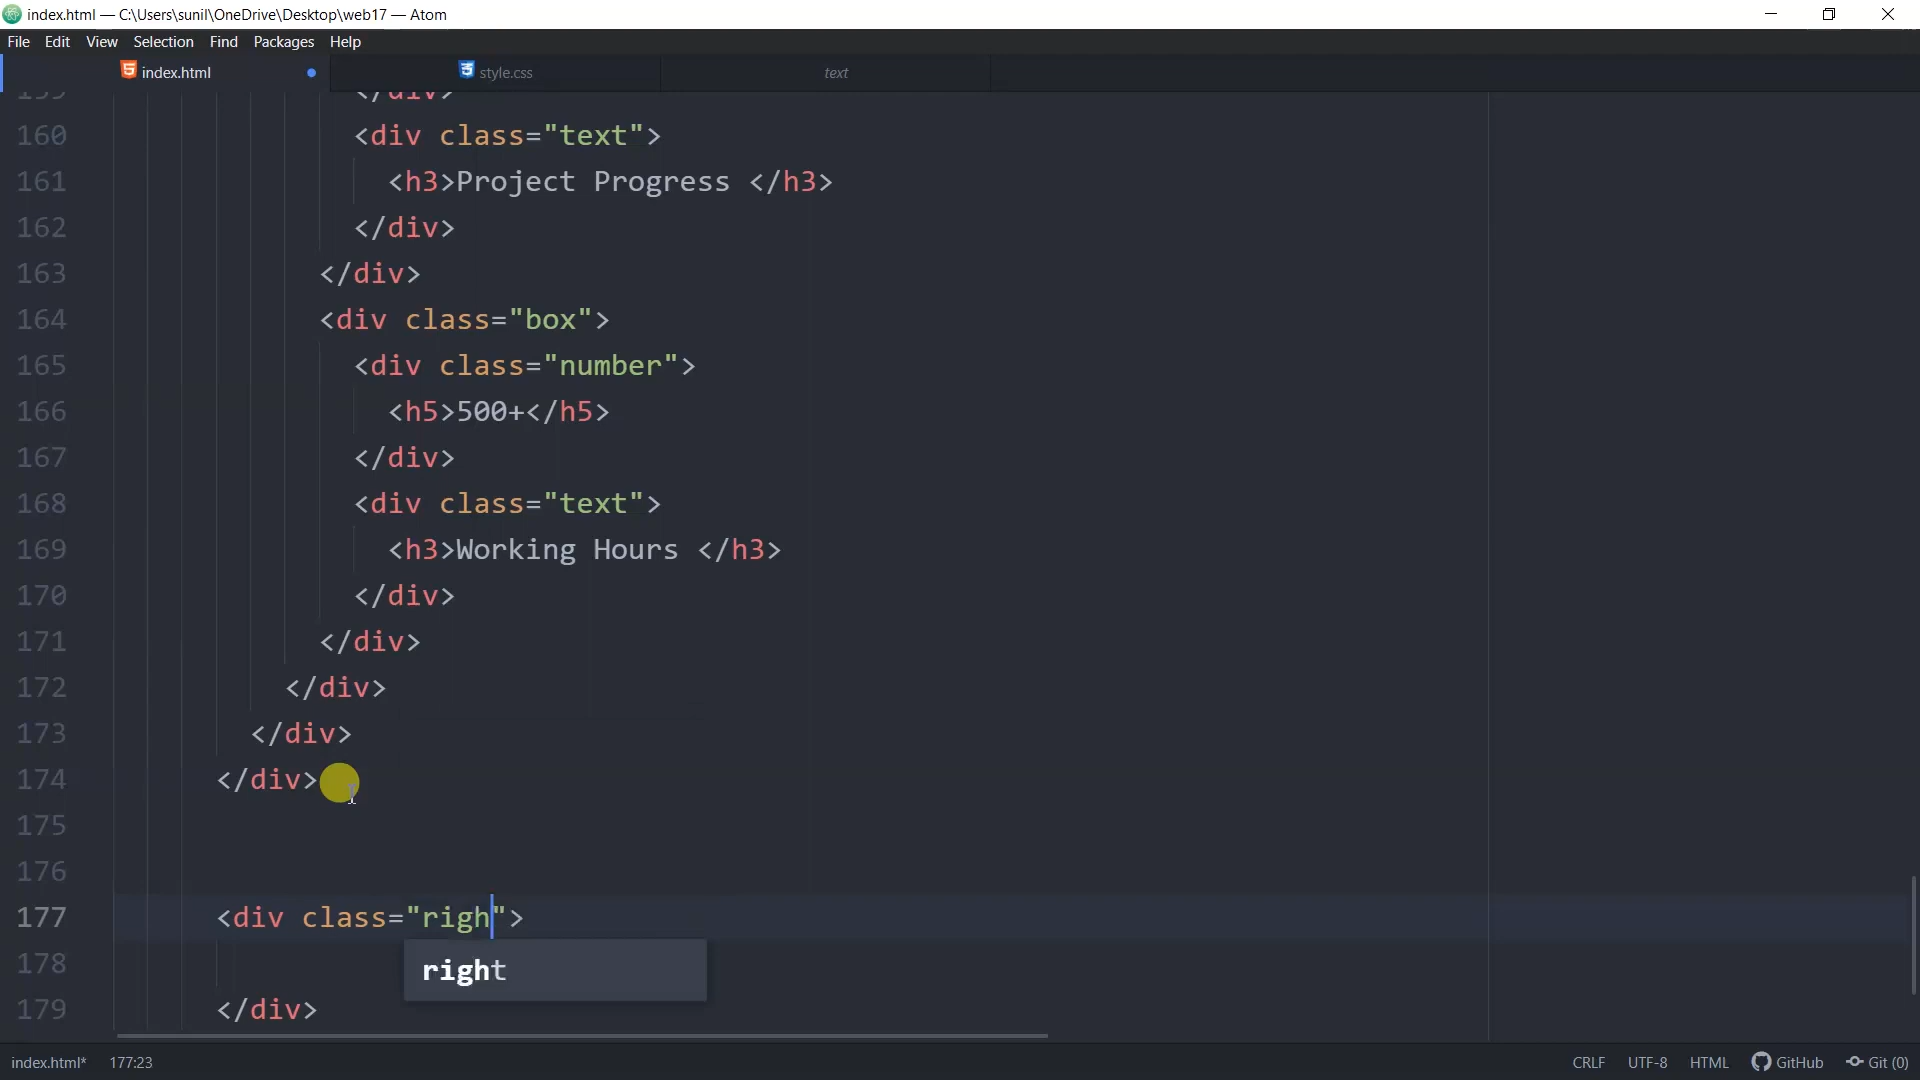 index.html — C:\Users\sunil\OneDrive\Desktop\web17 — Atom
File Edit View Selection Find Packages Help
index.html style.css text
159 </div>
160 <div class="text">
161 <h3>Project Progress </h3>
162 </div>
163 </div>
164 <div class="box">
165 <div class="number">
166 <h5>500+</h5>
167 </div>
168 <div class="text">
169 <h3>Working Hours </h3>
170 </div>
171 </div>
172 </div>
173 </div>
174 </div>
175
176
177 <div class="righ">
178 right
179 </div>
index.html* 177:23 CRLF UTF-8 HTML GitHub Git (0)